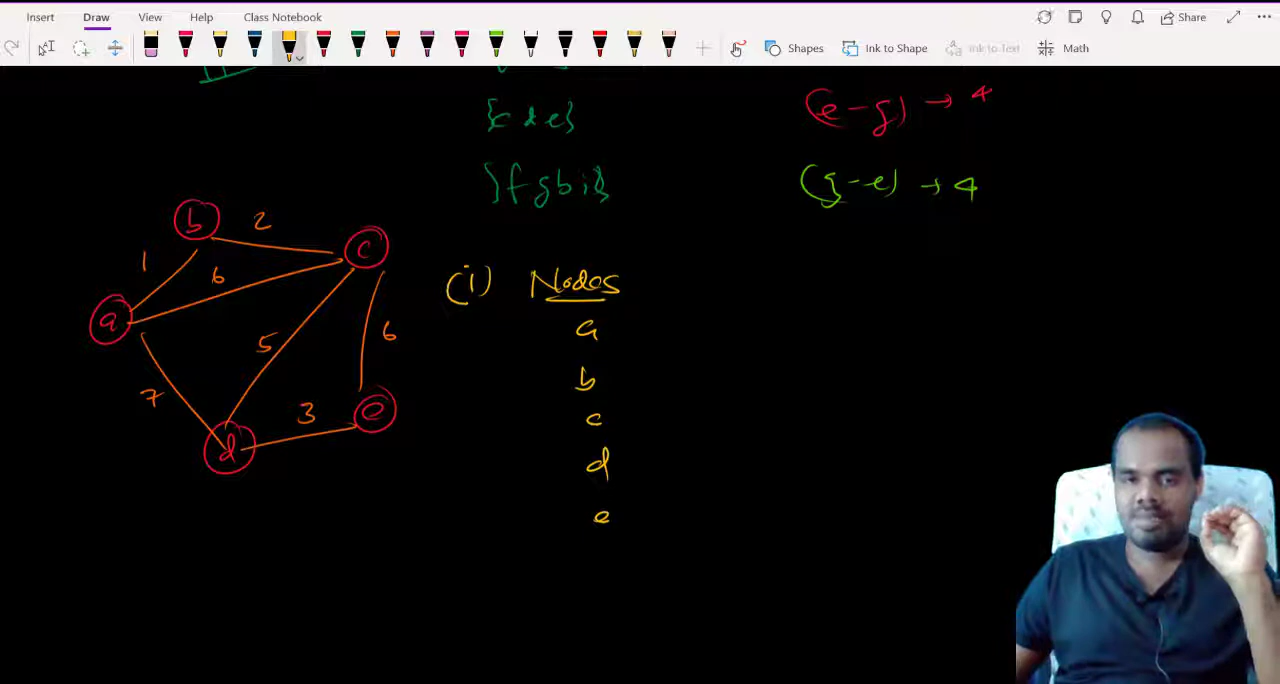 Insert Draw View Help Class Notebook Share
Shapes Ink to Shape Ink to Text Math
(e-g) → 4
{c d e}
(g-e) → 4
{f g b i}
b
2
c
1
6
a
5
6
7
3
e
d
(i) Nodes
a
b
c
d
e